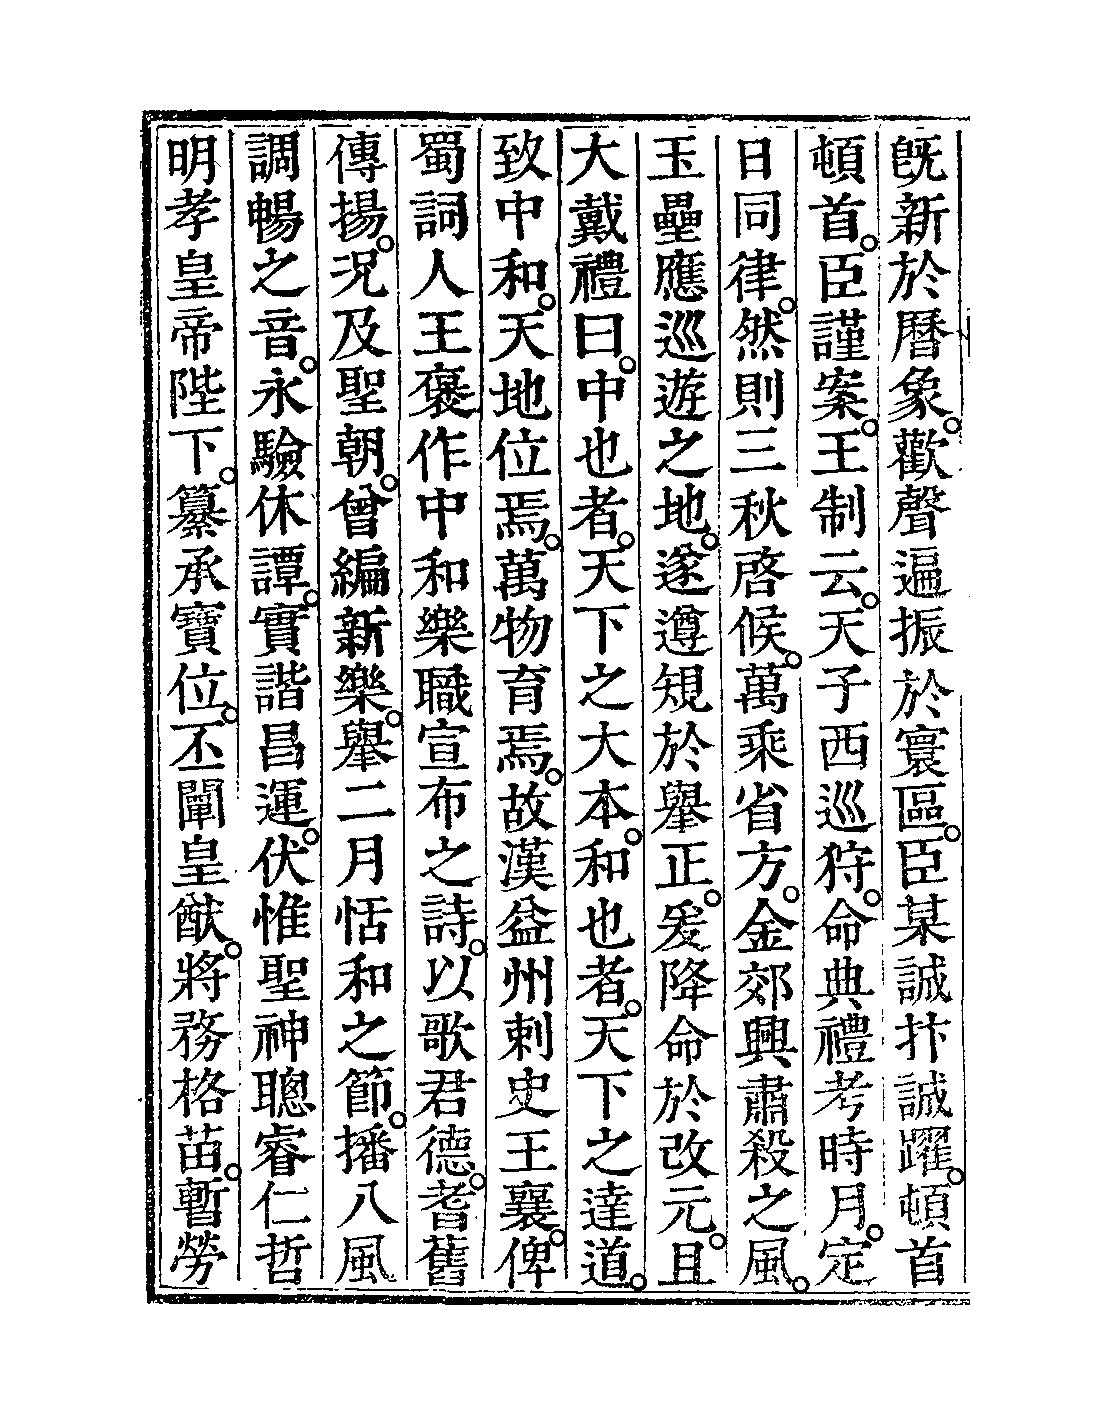 旣新於曆象。歡聲遍振於寰區。臣某誠抃誠躍。頓首
頓首。臣謹案。王制云。天子西巡狩。命典禮考時月。定
日同律。然則三秋啓候。萬乘省方。金郊興肅殺之風。
玉壘應巡遊之地。遂遵規於舉正。爰降命於改元。且
大戴禮曰。中也者。天下之大本。和也者。天下之達道。
致中和。天地位焉。萬物育焉。故漢益州刺史王襄。俾
蜀詞人王褒作中和樂職宣布之詩。以歌君德。耆舊
傳揚。況及聖朝。曾編新樂。舉二月恬和之節。播八風
調暢之音。永驗休譚。實諧昌運。伏惟聖神聰睿仁哲
明孝皇帝陛下。纂承寶位。丕闡皇猷。將務格苗。暫勞